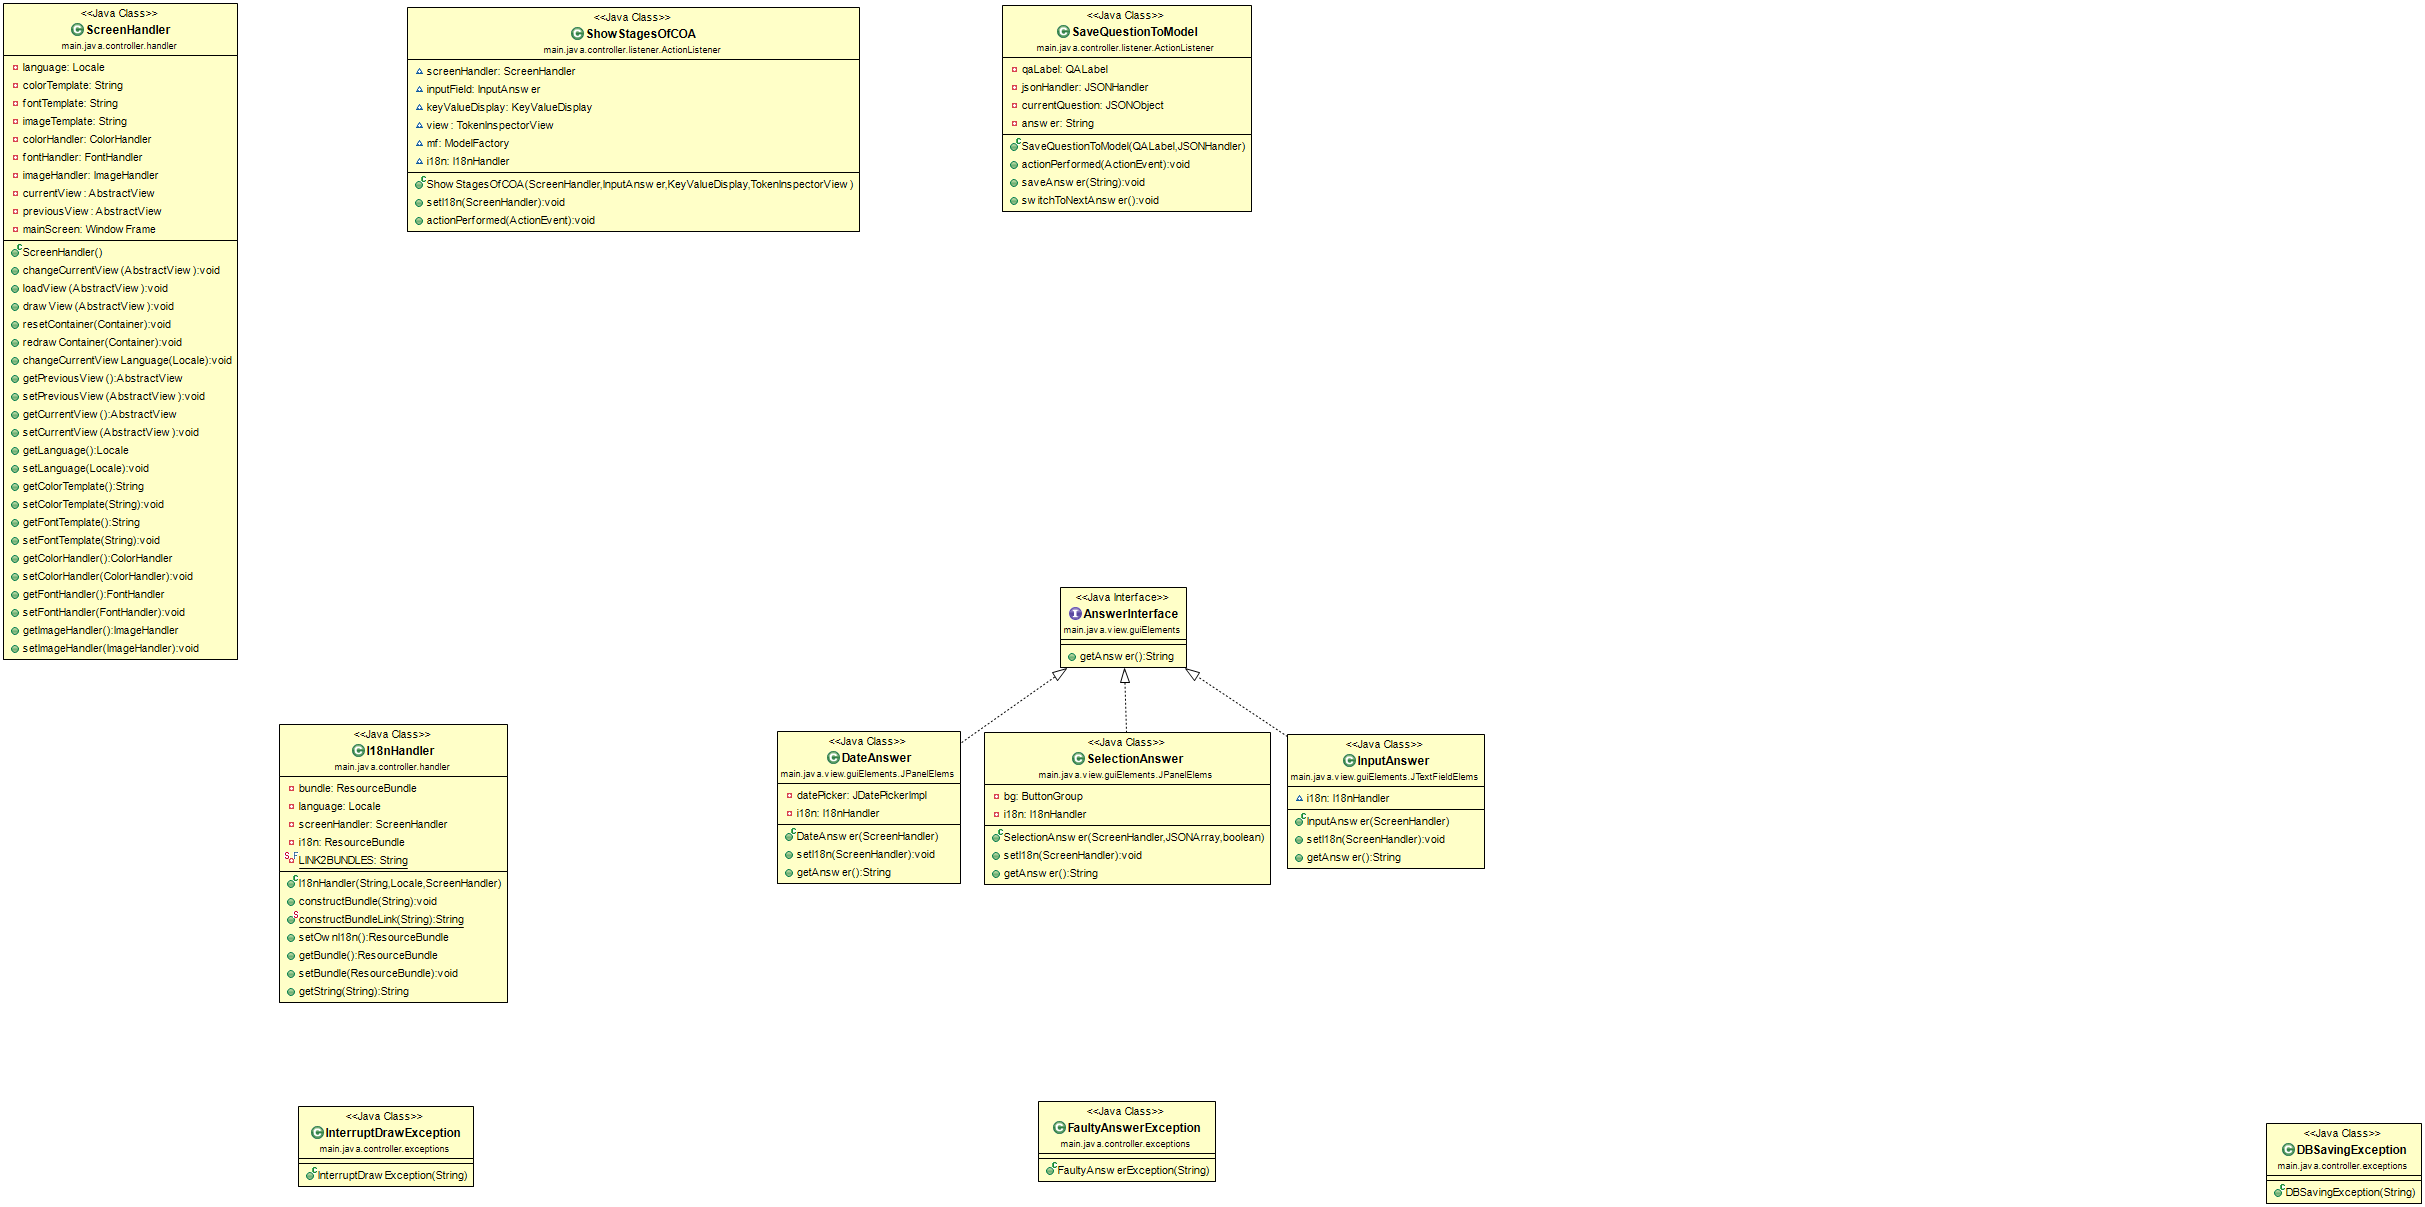 <<Java Class>>
ScreenHandler
main.java.controller.handler
language: Locale
colorTemplate: String
fontTemplate: String
imageTemplate: String
colorHandler: ColorHandler
fontHandler: FontHandler
imageHandler: ImageHandler
currentView: AbstractView
previousView: AbstractView
mainScreen: WindowFrame
ScreenHandler()
changeCurrentView(AbstractView):void
loadView(AbstractView):void
drawView(AbstractView):void
resetContainer(Container):void
redrawContainer(Container):void
changeCurrentViewLanguage(Locale):void
getPreviousView():AbstractView
setPreviousView(AbstractView):void
getCurrentView():AbstractView
setCurrentView(AbstractView):void
getLanguage():Locale
setLanguage(Locale):void
getColorTemplate():String
setColorTemplate(String):void
getFontTemplate():String
setFontTemplate(String):void
getColorHandler():ColorHandler
setColorHandler(ColorHandler):void
getFontHandler():FontHandler
setFontHandler(FontHandler):void
getImageHandler():ImageHandler
setImageHandler(ImageHandler):void
<<Java Class>>
ShowStagesOfCOA
main.java.controller.listener.ActionListener
screenHandler: ScreenHandler
inputField: InputAnswer
keyValueDisplay: KeyValueDisplay
view: TokenInspectorView
mf: ModelFactory
i18n: I18nHandler
ShowStagesOfCOA(ScreenHandler,InputAnswer,KeyValueDisplay,TokenInspectorView)
setI18n(ScreenHandler):void
actionPerformed(ActionEvent):void
<<Java Class>>
SaveQuestionToModel
main.java.controller.listener.ActionListener
qaLabel: QALabel
jsonHandler: JSONHandler
currentQuestion: JSONObject
answer: String
SaveQuestionToModel(QALabel,JSONHandler)
actionPerformed(ActionEvent):void
saveAnswer(String):void
switchToNextAnswer():void
<<Java Interface>>
AnswerInterface
main.java.view.guiElements
getAnswer():String
<<Java Class>>
I18nHandler
main.java.controller.handler
bundle: ResourceBundle
language: Locale
screenHandler: ScreenHandler
i18n: ResourceBundle
LINK2BUNDLES: String
I18nHandler(String,Locale,ScreenHandler)
constructBundle(String):void
constructBundleLink(String):String
setOwnI18n():ResourceBundle
getBundle():ResourceBundle
setBundle(ResourceBundle):void
getString(String):String
<<Java Class>>
DateAnswer
main.java.view.guiElements.JPanelElems
datePicker: JDatePickerImpl
i18n: I18nHandler
DateAnswer(ScreenHandler)
setI18n(ScreenHandler):void
getAnswer():String
<<Java Class>>
SelectionAnswer
main.java.view.guiElements.JPanelElems
bg: ButtonGroup
i18n: I18nHandler
SelectionAnswer(ScreenHandler,JSONArray,boolean)
setI18n(ScreenHandler):void
getAnswer():String
<<Java Class>>
InputAnswer
main.java.view.guiElements.JTextFieldElems
i18n: I18nHandler
InputAnswer(ScreenHandler)
setI18n(ScreenHandler):void
getAnswer():String
<<Java Class>>
InterruptDrawException
main.java.controller.exceptions
InterruptDrawException(String)
<<Java Class>>
FaultyAnswerException
main.java.controller.exceptions
FaultyAnswerException(String)
<<Java Class>>
DBSavingException
main.java.controller.exceptions
DBSavingException(String)